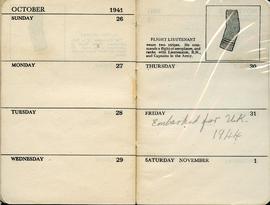 OCTOBER 1941
SUNDAY 26
MONDAY 27
TUESDAY 28
WEDNESDAY 29
FLIGHT LIEUTENANT
wears two stripes. He com-
mands a flight of aeroplanes, and
ranks with Lieutenants, R.N.,
and Captains in the Army.
THURSDAY 30
FRIDAY 31
Embarked for U.K.
1944
SATURDAY NOVEMBER 1